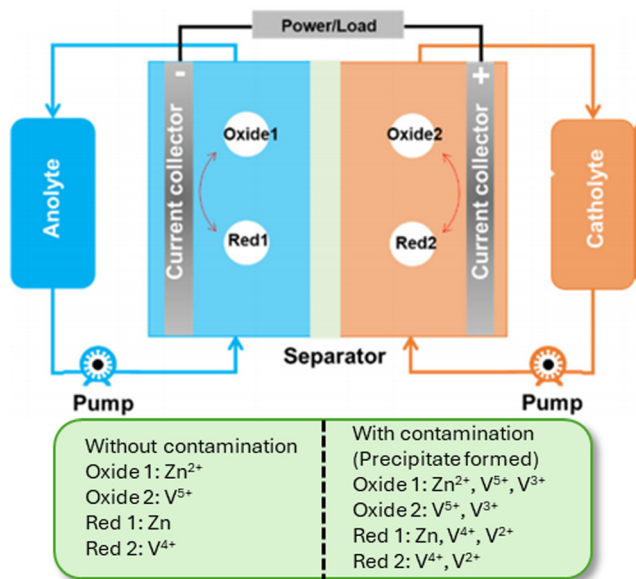 Power/Load
-
+
Anolyte
Current collector
Oxide1
Red1
Oxide2
Red2
Current collector
Catholyte
Separator
Pump
Pump
Without contamination
Oxide 1: Zn²⁺
Oxide 2: V⁵⁺
Red 1: Zn
Red 2: V⁴⁺
With contamination
(Precipitate formed)
Oxide 1: Zn²⁺, V⁵⁺, V³⁺
Oxide 2: V⁵⁺, V³⁺
Red 1: Zn, V⁴⁺, V²⁺
Red 2: V⁴⁺, V²⁺